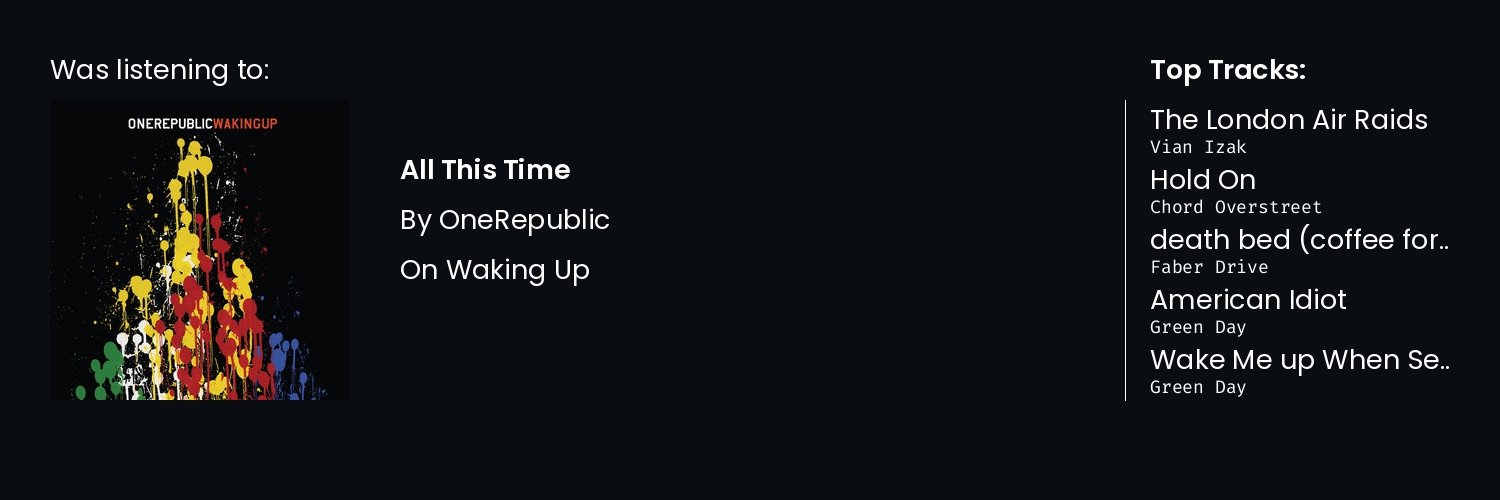 Was listening to:
ONEREPUBLICWAKINGUP
All This Time
By OneRepublic
On Waking Up
Top Tracks:
The London Air Raids
Vian Izak
Hold On
Chord Overstreet
death bed (coffee for..
Faber Drive
American Idiot
Green Day
Wake Me up When Se..
Green Day